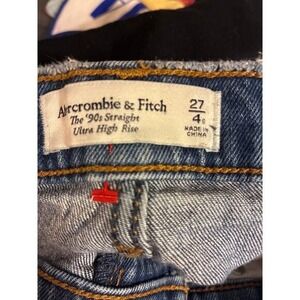 Abercrombie & Fitch
The '90s Straight
Ultra High Rise
27
4
MADE IN
CHINA